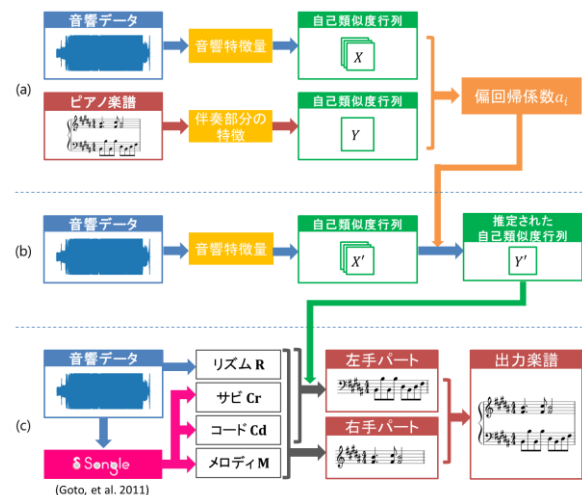 音響データ
音響特徴量
自己類似度行列
X
(a)
ピアノ楽譜
伴奏部分の
特徴
自己類似度行列
Y
偏回帰係数a_i
(b)
音響データ
音響特徴量
自己類似度行列
X′
推定された
自己類似度行列
Y′
(c)
音響データ
Songle
(Goto, et al. 2011)
リズム R
サビ Cr
コード Cd
メロディ M
左手パート
右手パート
出力楽譜